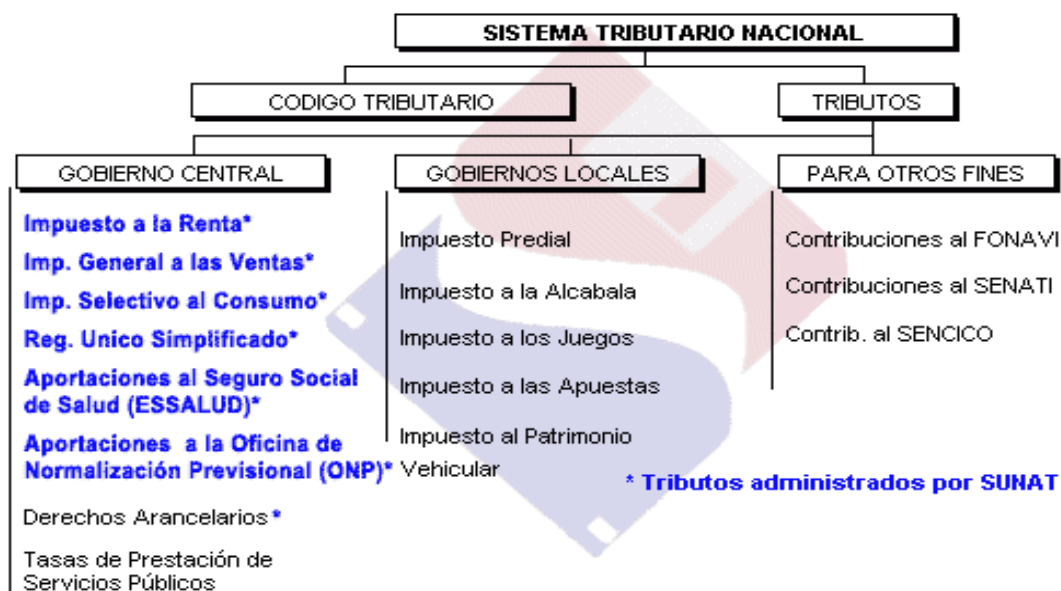 SISTEMA TRIBUTARIO NACIONAL
CODIGO TRIBUTARIO
TRIBUTOS
GOBIERNO CENTRAL
Impuesto a la Renta*
Imp. General a las Ventas*
Imp. Selectivo al Consumo*
Reg. Unico Simplificado*
Aportaciones al Seguro Social
de Salud (ESSALUD)*
Aportaciones a la Oficina de
Normalización Previsional (ONP)*
Derechos Arancelarios*
Tasas de Prestación de
Servicios Públicos
GOBIERNOS LOCALES
Impuesto Predial
Impuesto a la Alcabala
Impuesto a los Juegos
Impuesto a las Apuestas
Impuesto al Patrimonio
Vehicular
PARA OTROS FINES
Contribuciones al FONAVI
Contribuciones al SENATI
Contrib. al SENCICO
* Tributos administrados por SUNAT